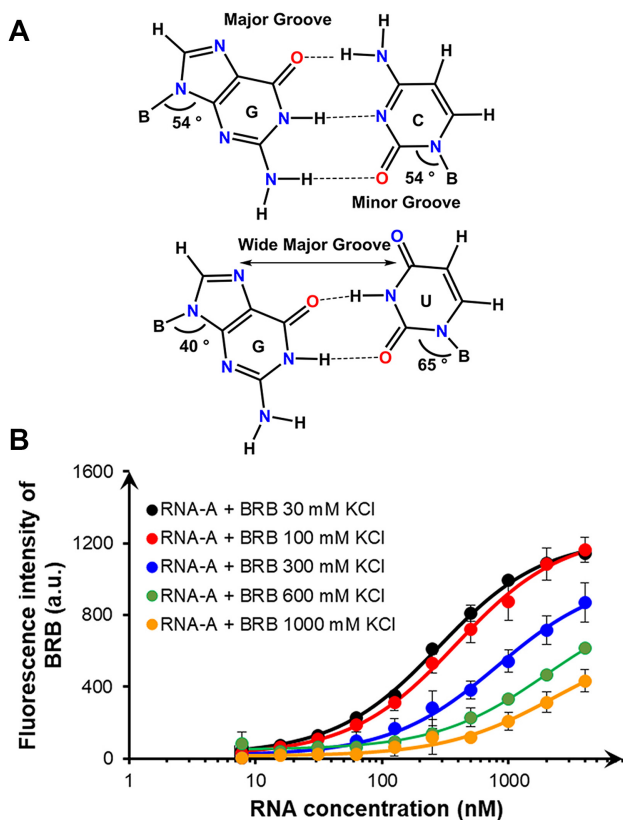 A
Major Groove
H
N
O
H
N
H
H
N
B
54 °
G
N
H
N
C
H
N
N
H
O
N
54 °
B
H
Minor Groove
Wide Major Groove
O
H
H
N
O
H
N
U
H
B
N
40 °
G
N
H
O
N
65 °
B
N
N
H
H
B
Fluorescence intensity of
BRB (a.u.)
1600
1200
800
400
0
RNA-A + BRB 30 mM KCl
RNA-A + BRB 100 mM KCl
RNA-A + BRB 300 mM KCl
RNA-A + BRB 600 mM KCl
RNA-A + BRB 1000 mM KCl
1
10
100
1000
RNA concentration (nM)